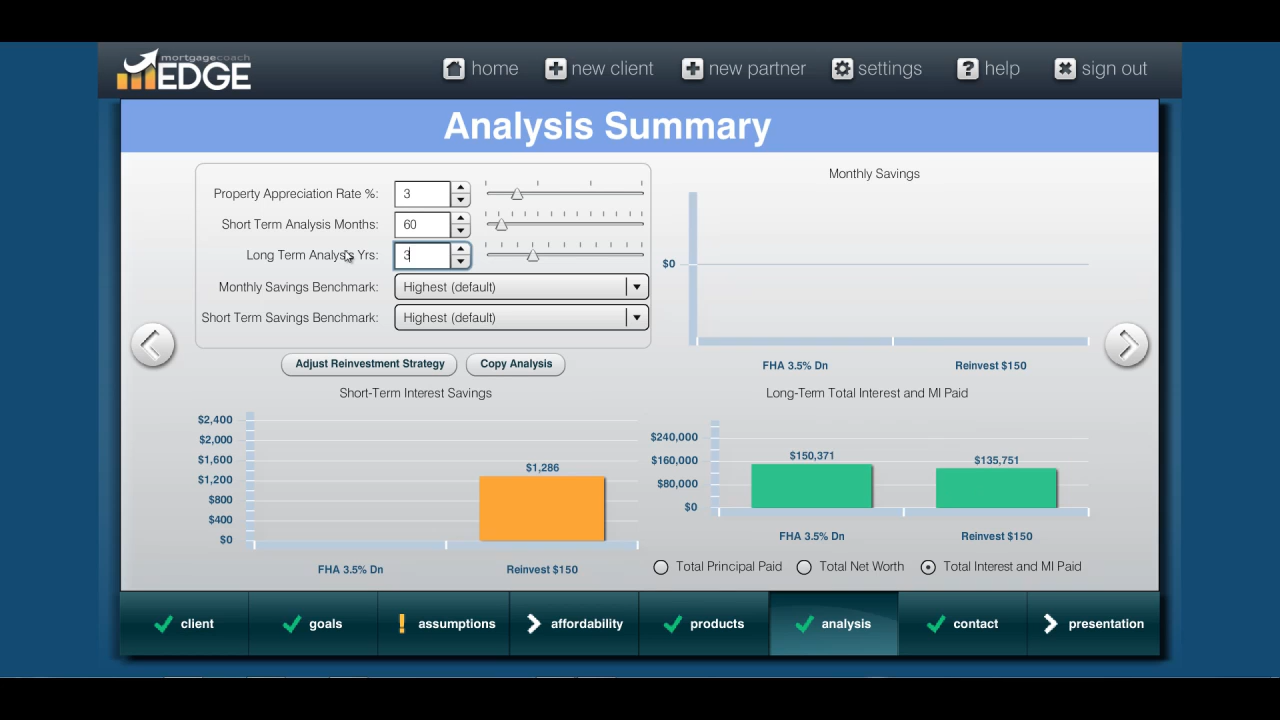 mortgagecoach
EDGE
home
new client
new partner
settings
help
sign out
Analysis Summary
Property Appreciation Rate %: 3
Short Term Analysis Months: 60
Long Term Analysis Yrs: 3
Monthly Savings Benchmark: Highest (default)
Short Term Savings Benchmark: Highest (default)
Adjust Reinvestment Strategy
Copy Analysis
Monthly Savings
$0
FHA 3.5% Dn
Reinvest $150
Short-Term Interest Savings
$2,400
$2,000
$1,600
$1,200
$800
$400
$0
$1,286
FHA 3.5% Dn
Reinvest $150
Long-Term Total Interest and MI Paid
$240,000
$160,000
$80,000
$0
$150,371
$135,751
FHA 3.5% Dn
Reinvest $150
Total Principal Paid
Total Net Worth
Total Interest and MI Paid
client
goals
assumptions
affordability
products
analysis
contact
presentation